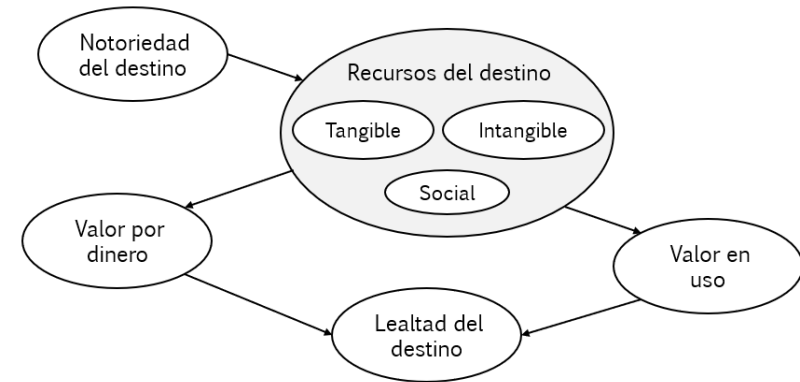 Notoriedad
del destino
Recursos del destino
Tangible
Intangible
Social
Valor por
dinero
Valor en
uso
Lealtad del
destino